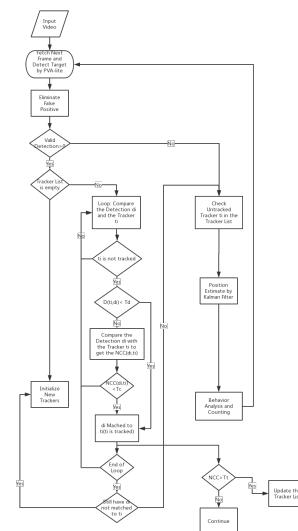 Input
Video
Fetch Next
Frame and
Detect Target
by PVA-lite
Eliminate
Fake
Positive
Valid
Detection>0
No
Yes
Tracker List
is empty
No
Yes
Loop: Compare
the Detection di
and the Tracker
ti
Check
Untracked
Tracker ti in the
Tracker List
No
ti is not tracked
Yes
Position
Estimate by
Kalman Filter
D(ti,di)< Td
No
No
Compare the
Detection di with
the Tracker ti to
get the NCC(di,ti)
Yes
NCC(di,ti)
<Tc
Yes
Initialize
New
Trackers
Behavior
Analysis and
Counting
di Mached to
ti(ti is tracked)
End of
Loop
Yes
NCC>Tt
Yes
Yes
Still have di
not matched
to ti
No
Update the
Tracker List
Continue